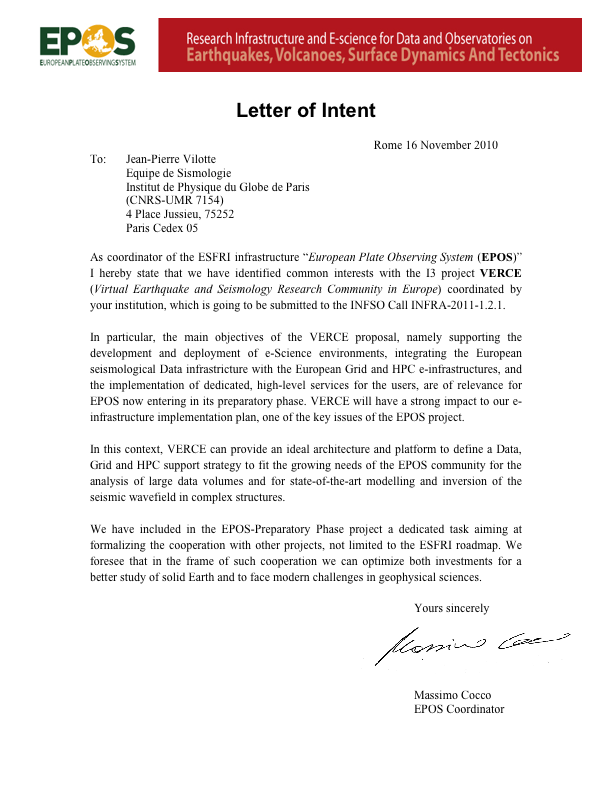 EPOS
EUROPEANPLATEOBSERVINGSYSTEM
Research Infrastructure and E-science for Data and Observatories on
Earthquakes, Volcanoes, Surface Dynamics And Tectonics
Letter of Intent
Rome 16 November 2010
To: Jean-Pierre Vilotte
Equipe de Sismologie
Institut de Physique du Globe de Paris
(CNRS-UMR 7154)
4 Place Jussieu, 75252
Paris Cedex 05
As coordinator of the ESFRI infrastructure “European Plate Observing System (EPOS)”
I hereby state that we have identified common interests with the I3 project VERCE
(Virtual Earthquake and Seismology Research Community in Europe) coordinated by
your institution, which is going to be submitted to the INFSO Call INFRA-2011-1.2.1.
In particular, the main objectives of the VERCE proposal, namely supporting the
development and deployment of e-Science environments, integrating the European
seismological Data infrastricture with the European Grid and HPC e-infrastructures, and
the implementation of dedicated, high-level services for the users, are of relevance for
EPOS now entering in its preparatory phase. VERCE will have a strong impact to our e-
infrastructure implementation plan, one of the key issues of the EPOS project.
In this context, VERCE can provide an ideal architecture and platform to define a Data,
Grid and HPC support strategy to fit the growing needs of the EPOS community for the
analysis of large data volumes and for state-of-the-art modelling and inversion of the
seismic wavefield in complex structures.
We have included in the EPOS-Preparatory Phase project a dedicated task aiming at
formalizing the cooperation with other projects, not limited to the ESFRI roadmap. We
foresee that in the frame of such cooperation we can optimize both investments for a
better study of solid Earth and to face modern challenges in geophysical sciences.
Yours sincerely
Massimo Cocco
Massimo Cocco
EPOS Coordinator